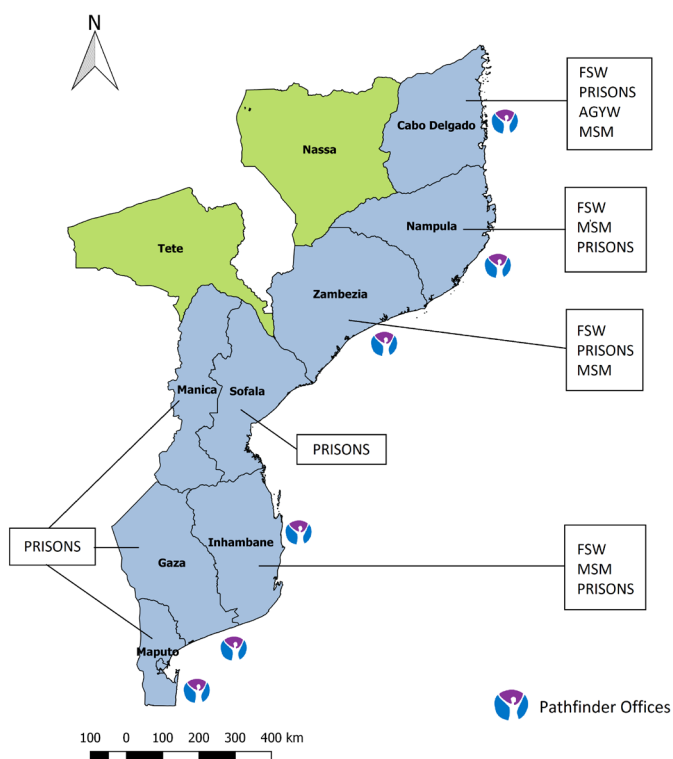 N
FSW
PRISONS
AGYW
MSM
Cabo Delgado
Nassa
FSW
MSM
PRISONS
Nampula
Tete
Zambezia
FSW
PRISONS
MSM
Manica
Sofala
PRISONS
PRISONS
Inhambane
Gaza
FSW
MSM
PRISONS
Maputo
Pathfinder Offices
100 0 100 200 300 400 km